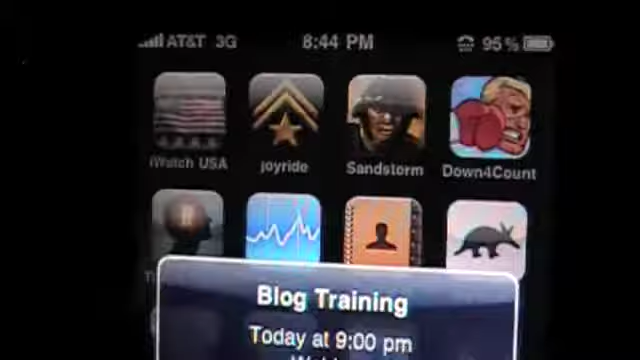 AT&T 3G 8:44 PM 95%
iWatch USA joyride Sandstorm Down4Count
Blog Training
Today at 9:00 pm